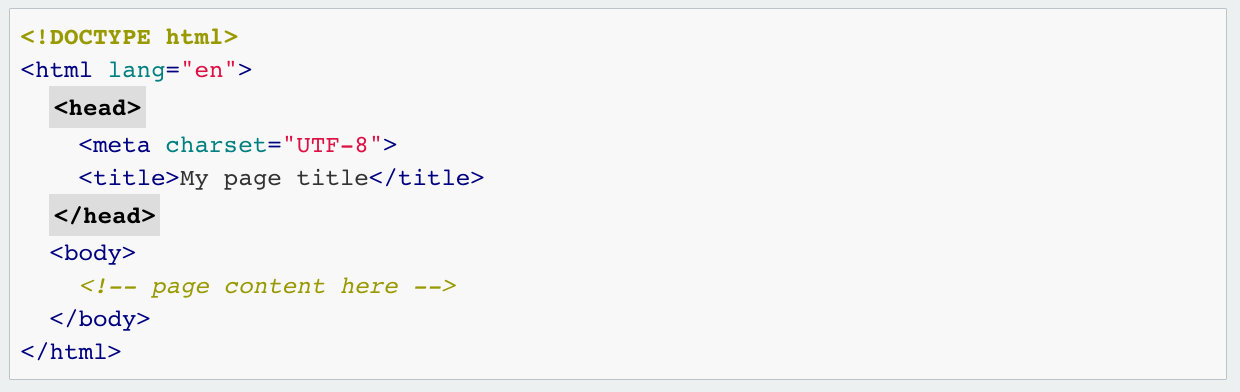 <!DOCTYPE html>
<html lang="en">
  <head>
    <meta charset="UTF-8">
    <title>My page title</title>
  </head>
  <body>
    <!-- page content here -->
  </body>
</html>